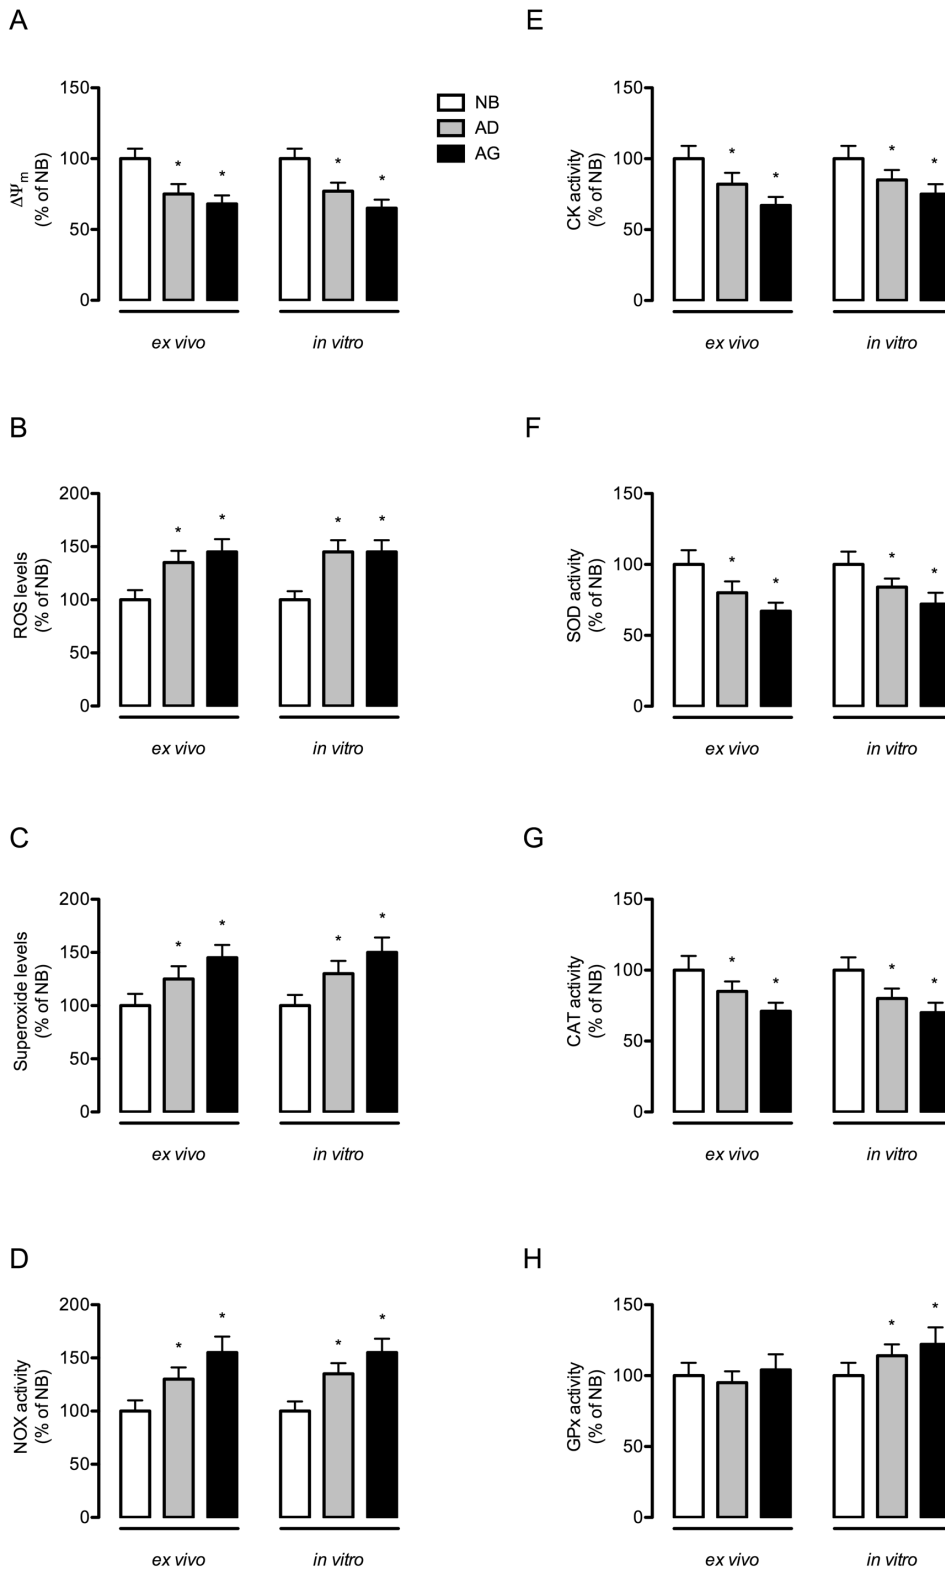 A
ΔΨm
(% of NB)
150
100
50
0
*
*
*
*
ex vivo
in vitro
NB
AD
AG
E
CK activity
(% of NB)
150
100
50
0
*
*
*
*
ex vivo
in vitro
B
ROS levels
(% of NB)
200
150
100
50
0
*
*
*
*
ex vivo
in vitro
F
SOD activity
(% of NB)
150
100
50
0
*
*
*
*
ex vivo
in vitro
C
Superoxide levels
(% of NB)
200
150
100
50
0
*
*
*
*
ex vivo
in vitro
G
CAT activity
(% of NB)
150
100
50
0
*
*
*
*
ex vivo
in vitro
D
NOX activity
(% of NB)
200
150
100
50
0
*
*
*
*
ex vivo
in vitro
H
GPx activity
(% of NB)
150
100
50
0
*
*
ex vivo
in vitro